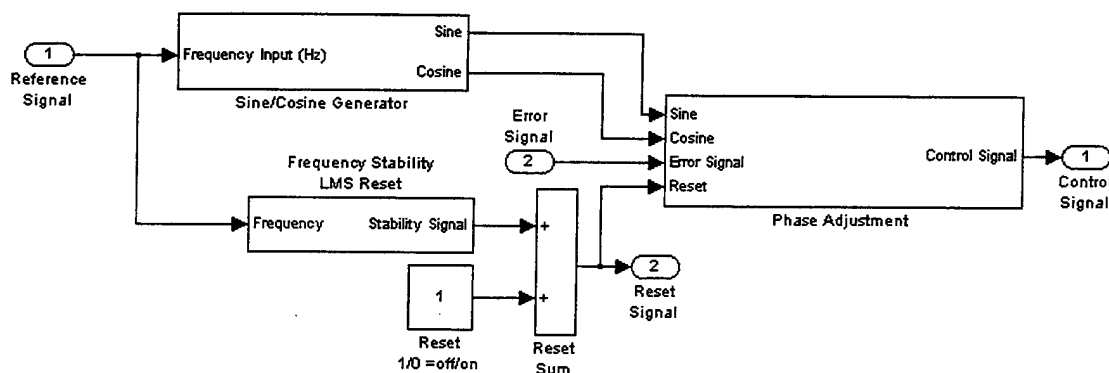 1
Reference
Signal
Frequency Input (Hz)
Sine
Cosine
Sine/Cosine Generator
Error
Signal
2
Sine
Cosine
Error Signal
Reset
Control Signal
Phase Adjustment
1
Control
Signal
Frequency Stability
LMS Reset
Frequency
Stability Signal
1
Reset
1/0 =off/on
+
+
Reset
Sum
2
Reset
Signal